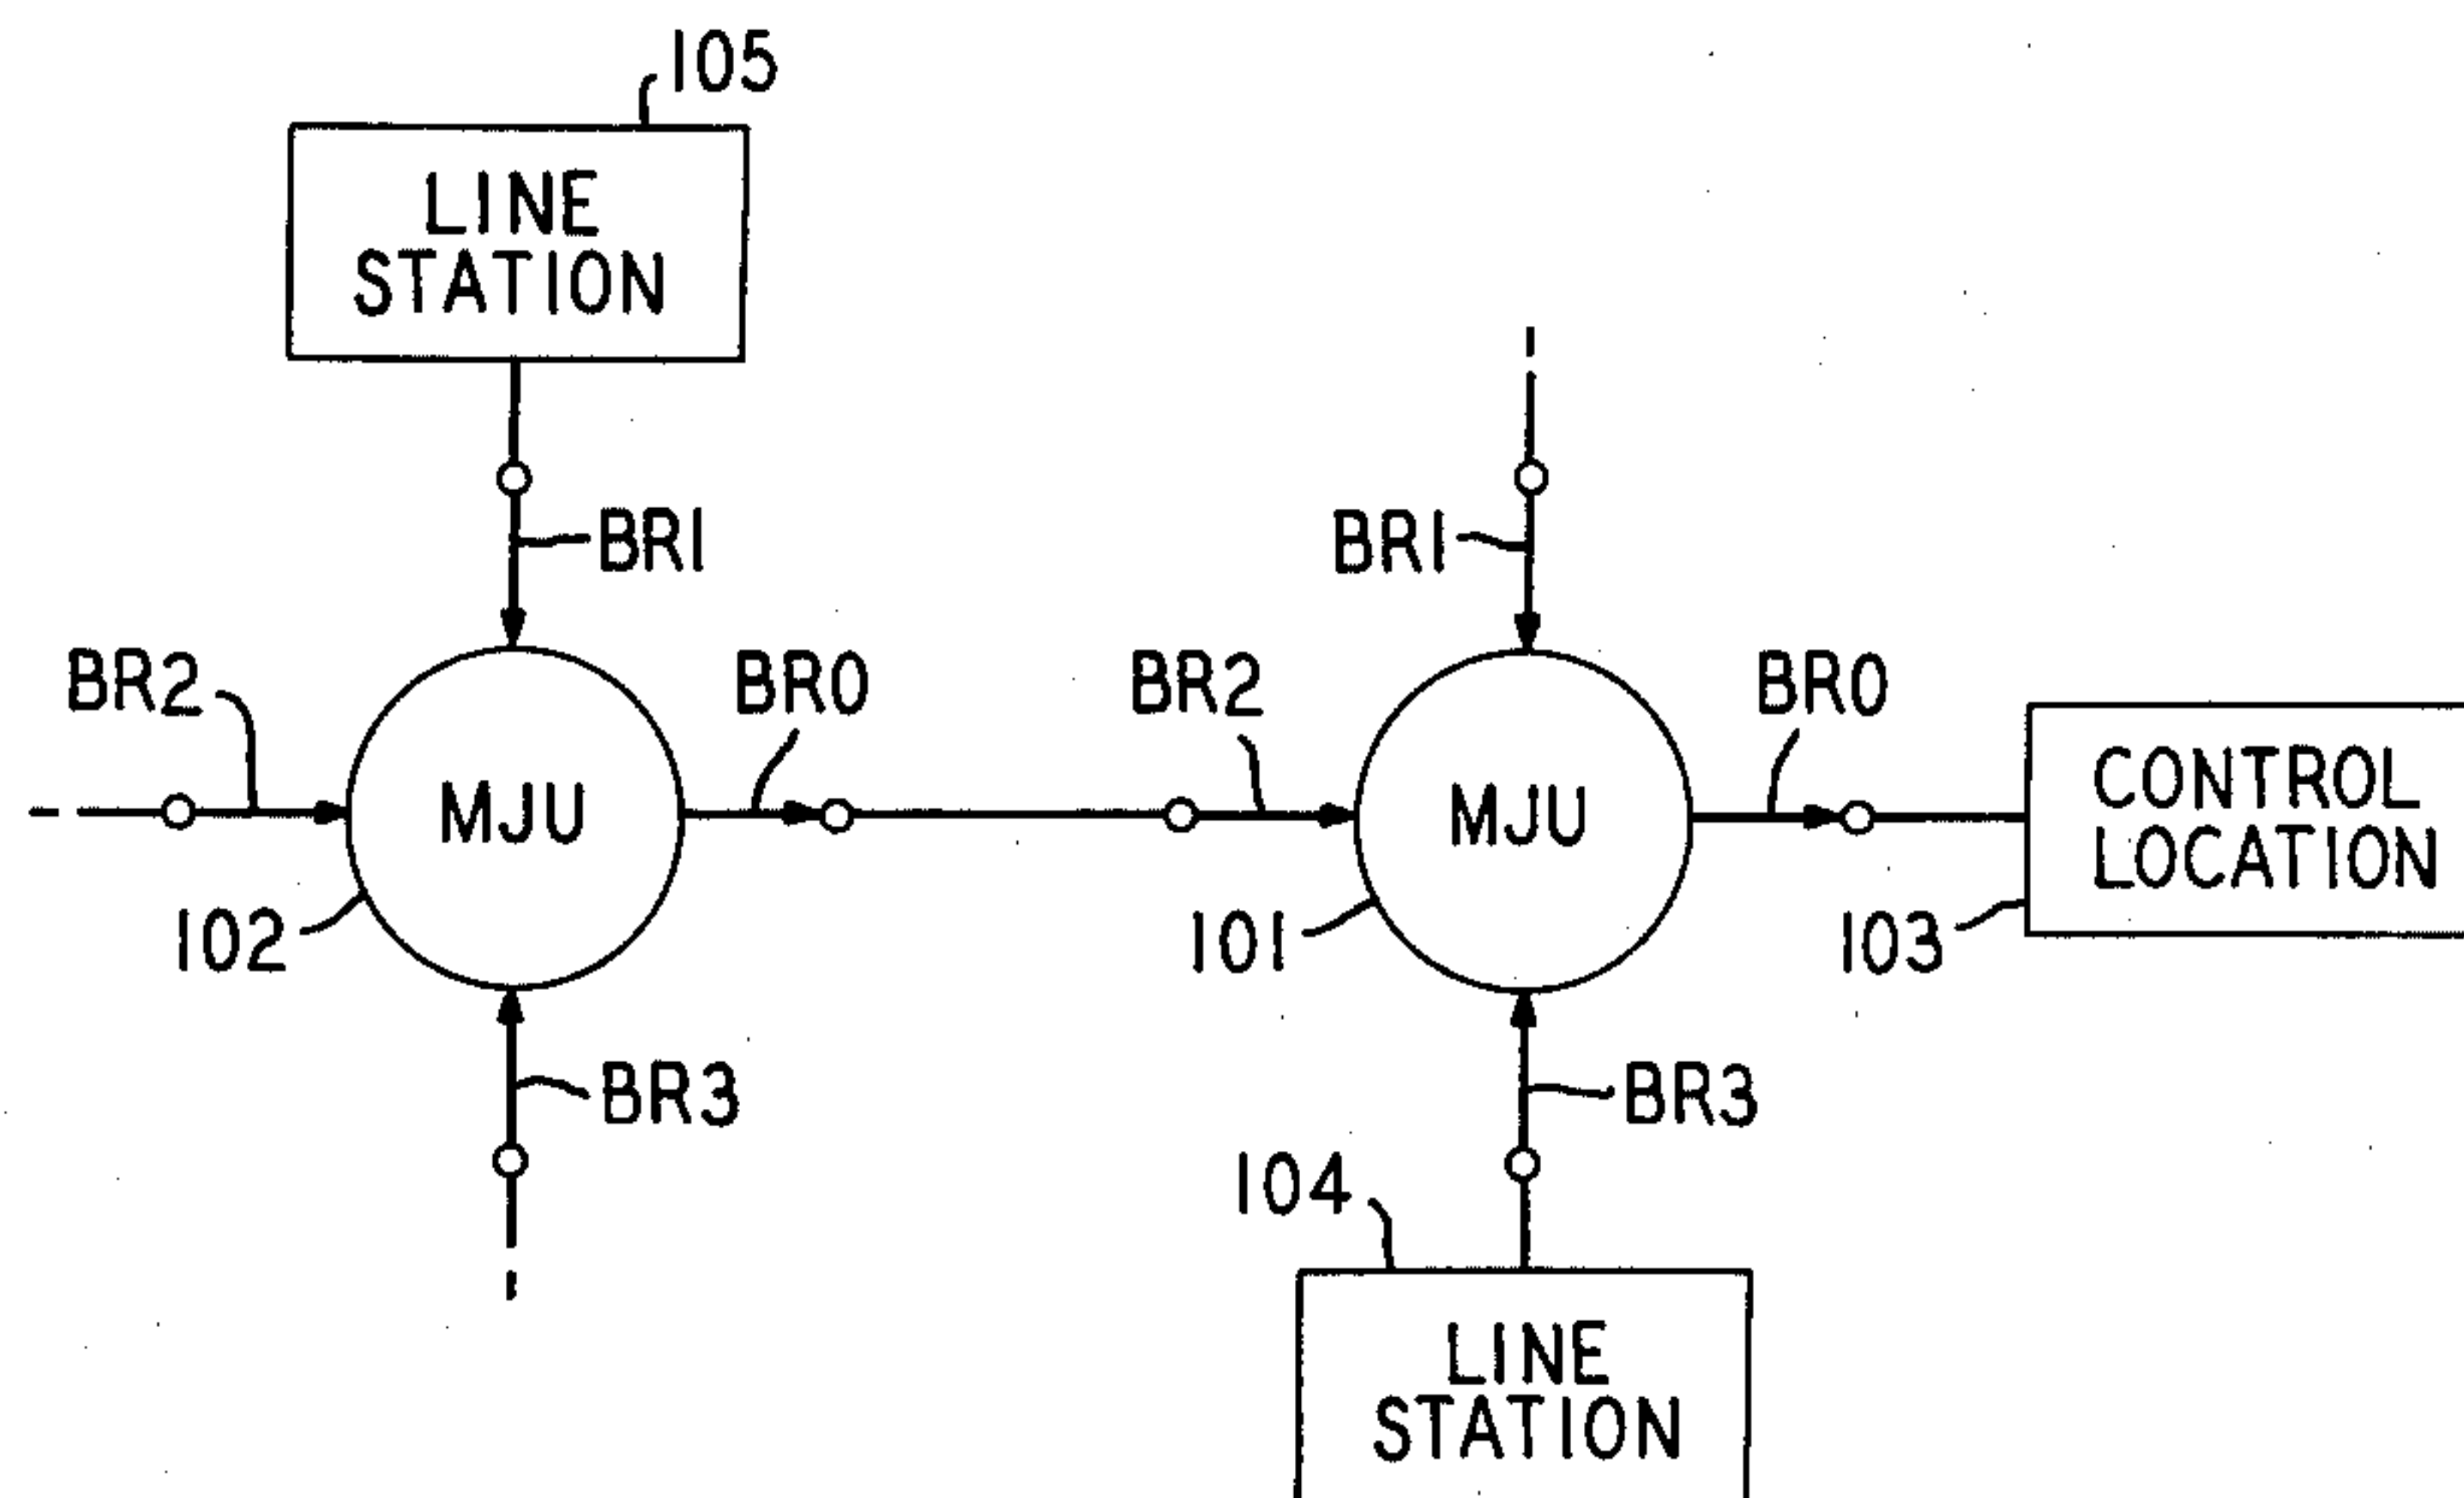 105
LINE
STATION
BR1
BR1
BR2
BR0
BR2
BR0
MJU
MJU
CONTROL
LOCATION
102
101
103
BR3
BR3
104
LINE
STATION